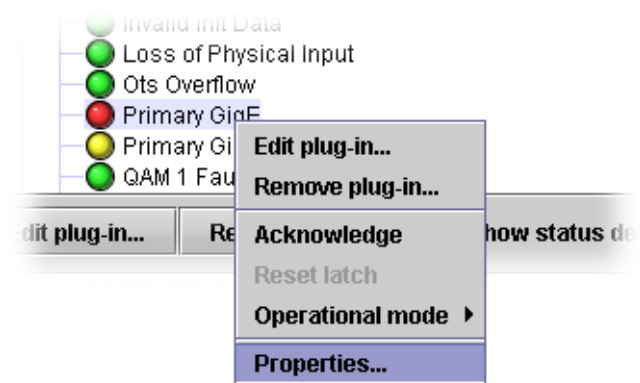 Invalid Init Data
Loss of Physical Input
Ots Overflow
Primary GigE
Primary Gi
QAM 1 Fau
Edit plug-in...
Remove plug-in...
Acknowledge
Reset latch
Operational mode
Properties...
Edit plug-in...
Re
how status de